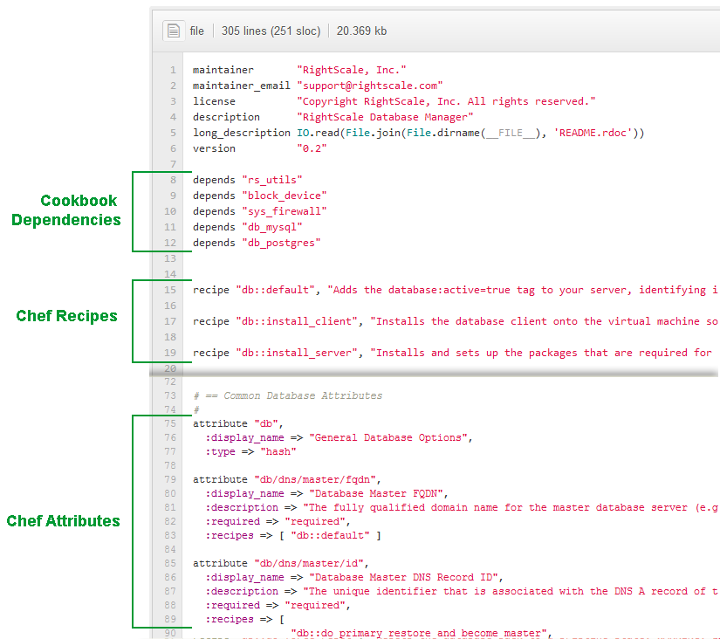 file 305 lines (251 sloc) 20.369 kb
1 maintainer "RightScale, Inc."
2 maintainer_email "support@rightscale.com"
3 license "Copyright RightScale, Inc. All rights reserved."
4 description "RightScale Database Manager"
5 long_description IO.read(File.join(File.dirname(__FILE__), 'README.rdoc'))
6 version "0.2"
7
Cookbook Dependencies
8 depends "rs_utils"
9 depends "block_device"
10 depends "sys_firewall"
11 depends "db_mysql"
12 depends "db_postgres"
13
14
Chef Recipes
15 recipe "db::default", "Adds the database:active=true tag to your server, identifying i
16
17 recipe "db::install_client", "Installs the database client onto the virtual machine so
18
19 recipe "db::install_server", "Installs and sets up the packages that are required for
20
72
73 # == Common Database Attributes
74 #
Chef Attributes
75 attribute "db",
76 :display_name => "General Database Options",
77 :type => "hash"
78
79 attribute "db/dns/master/fqdn",
80 :display_name => "Database Master FQDN",
81 :description => "The fully qualified domain name for the master database server (e.g
82 :required => "required",
83 :recipes => [ "db::default" ]
84
85 attribute "db/dns/master/id",
86 :display_name => "Database Master DNS Record ID",
87 :description => "The unique identifier that is associated with the DNS A record of t
88 :required => "required",
89 :recipes => [
90 "db::do_primary_restore_and_become_master",